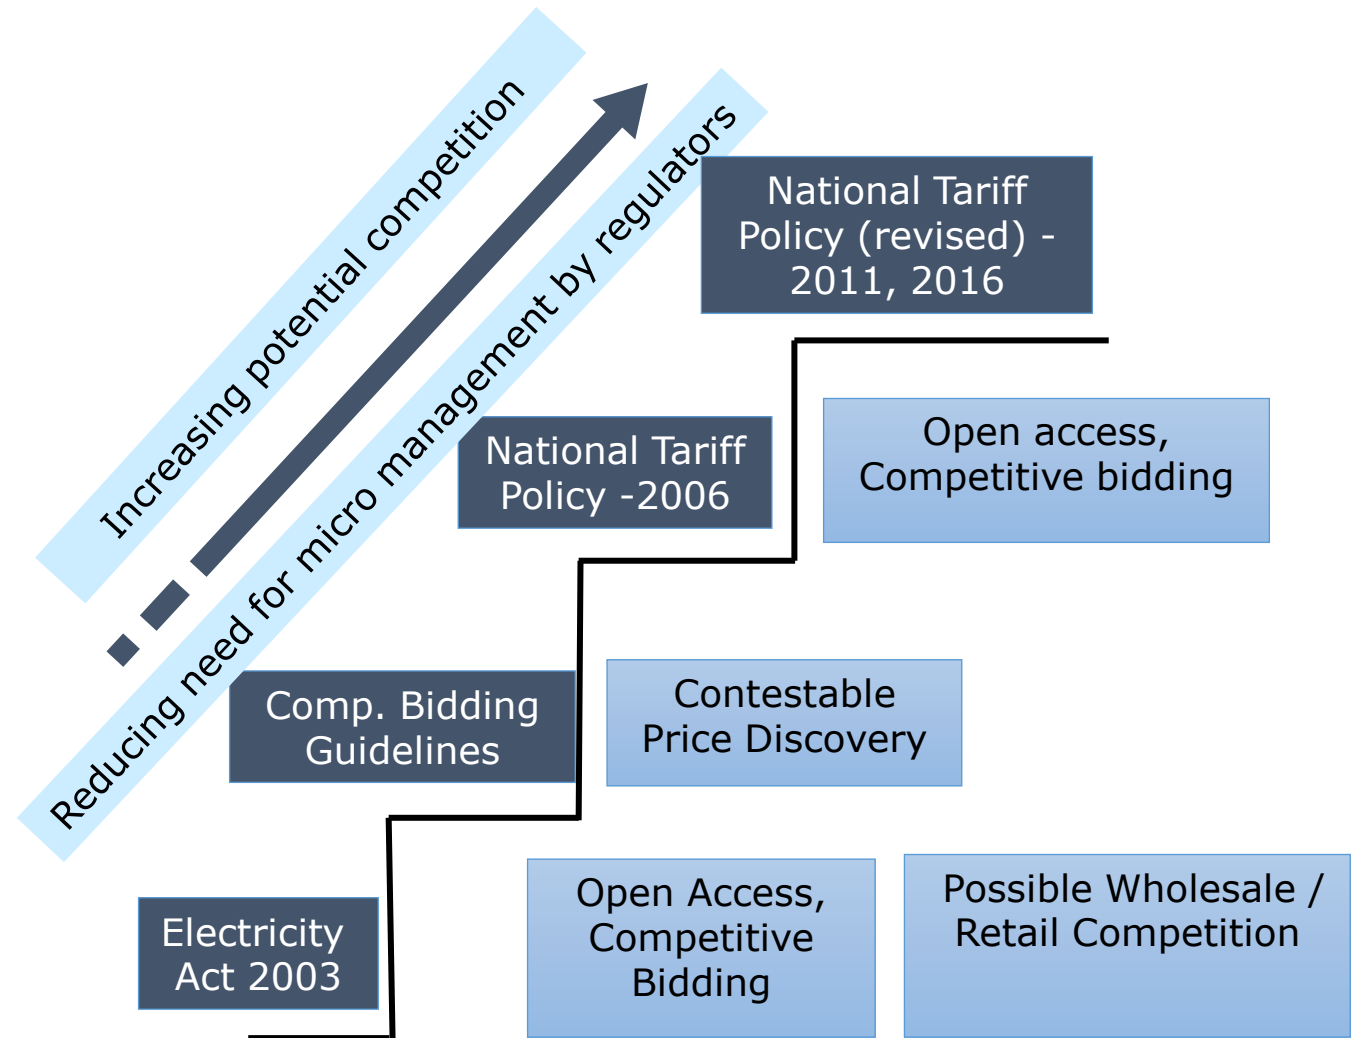 Increasing potential competition
Reducing need for micro management by regulators
National Tariff
Policy (revised) -
2011, 2016
Open access,
Competitive bidding
National Tariff
Policy -2006
Contestable
Price Discovery
Comp. Bidding
Guidelines
Open Access,
Competitive
Bidding
Possible Wholesale /
Retail Competition
Electricity
Act 2003